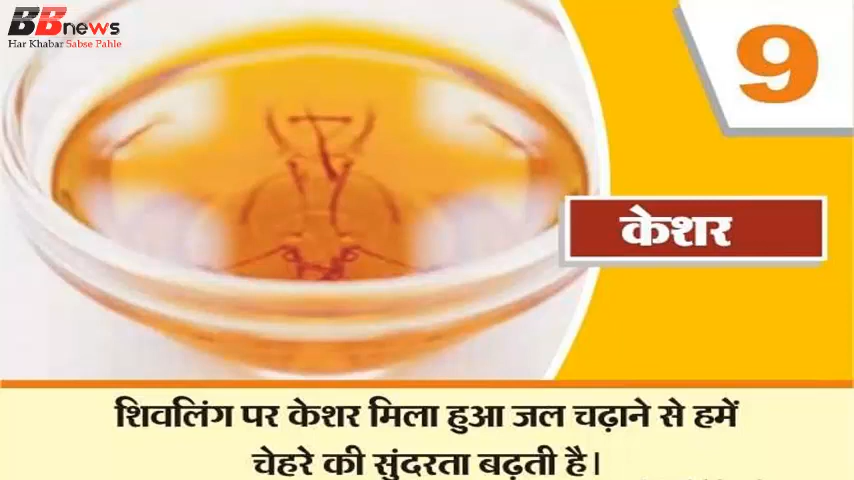 BBnews
Har Khabar Sabse Pahle
9
केशर
शिवलिंग पर केशर मिला हुआ जल चढ़ाने से हमें
चेहरे की सुंदरता बढ़ती है।